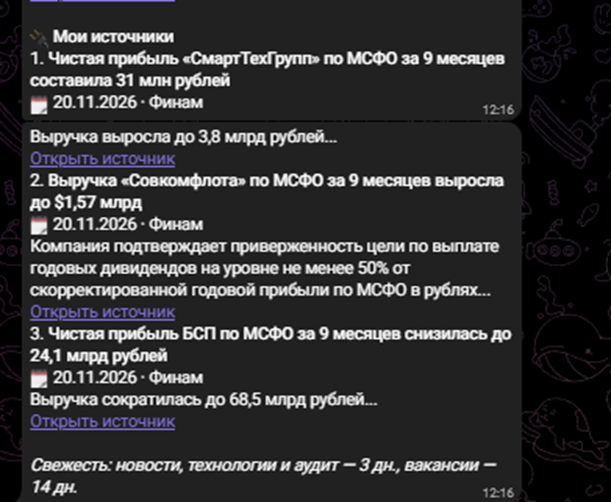 Мои источники
1. Чистая прибыль «СмартТехГрупп» по МСФО за 9 месяцев
составила 31 млн рублей
20.11.2026 · Финам
12:16
Выручка выросла до 3,8 млрд рублей...
Открыть источник
2. Выручка «Совкомфлота» по МСФО за 9 месяцев выросла
до $1,57 млрд
20.11.2026 · Финам
Компания подтверждает приверженность цели по выплате
годовых дивидендов на уровне не менее 50% от
скорректированной годовой прибыли по МСФО в рублях...
Открыть источник
3. Чистая прибыль БСП по МСФО за 9 месяцев снизилась до
24,1 млрд рублей
20.11.2026 · Финам
Выручка сократилась до 68,5 млрд рублей...
Открыть источник
Свежесть: новости, технологии и аудит — 3 дн., вакансии —
14 дн.
12:16